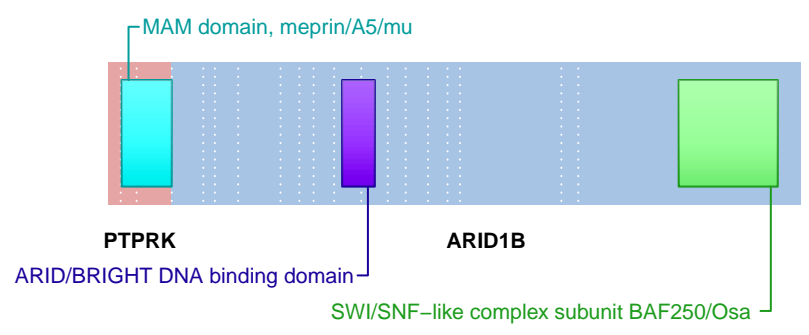 MAM domain, meprin/A5/mu
PTPRK
ARID1B
ARID/BRIGHT DNA binding domain
SWI/SNF−like complex subunit BAF250/Osa